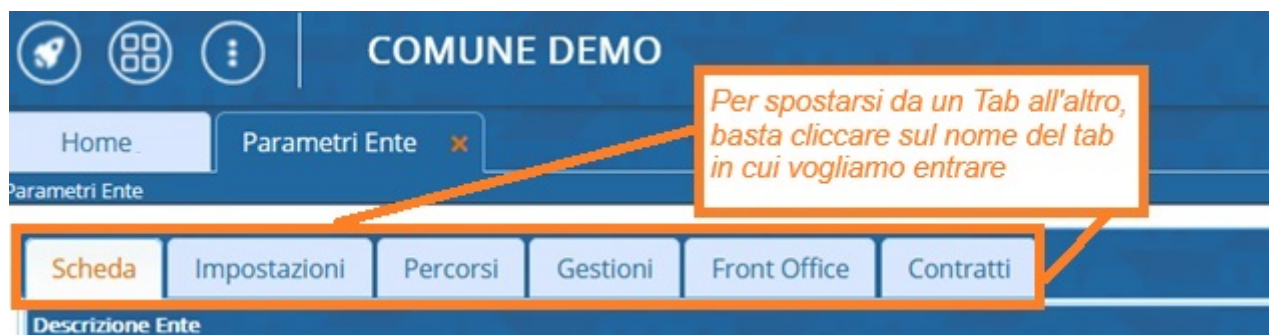 COMUNE DEMO
Per spostarsi da un Tab all'altro,
basta cliccare sul nome del tab
in cui vogliamo entrare
Home
Parametri Ente
Parametri Ente
Scheda Impostazioni Percorsi Gestioni Front Office Contratti
Descrizione Ente